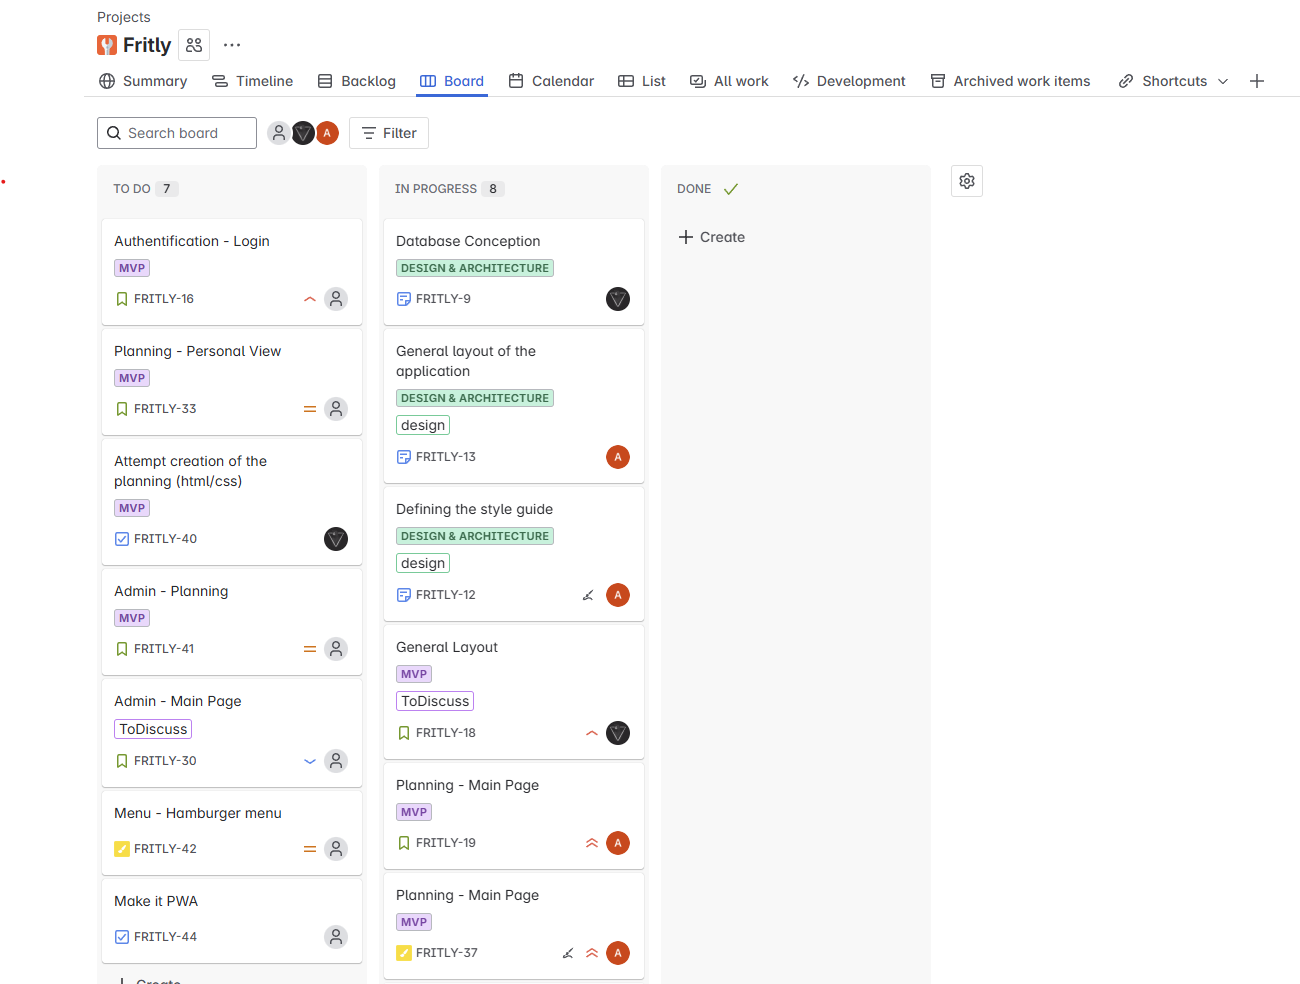 Projects
Fritly
Summary Timeline Backlog Board Calendar List All work Development Archived work items Shortcuts
Search board A Filter
TO DO 7
Authentification - Login
MVP
FRITLY-16
Planning - Personal View
MVP
FRITLY-33
Attempt creation of the
planning (html/css)
MVP
FRITLY-40
Admin - Planning
MVP
FRITLY-41
Admin - Main Page
ToDiscuss
FRITLY-30
Menu - Hamburger menu
FRITLY-42
Make it PWA
FRITLY-44
Create
IN PROGRESS 8
Database Conception
DESIGN & ARCHITECTURE
FRITLY-9
General layout of the
application
DESIGN & ARCHITECTURE
design
FRITLY-13 A
Defining the style guide
DESIGN & ARCHITECTURE
design
FRITLY-12 A
General Layout
MVP
ToDiscuss
FRITLY-18
Planning - Main Page
MVP
FRITLY-19 A
Planning - Main Page
MVP
FRITLY-37 A
DONE
Create